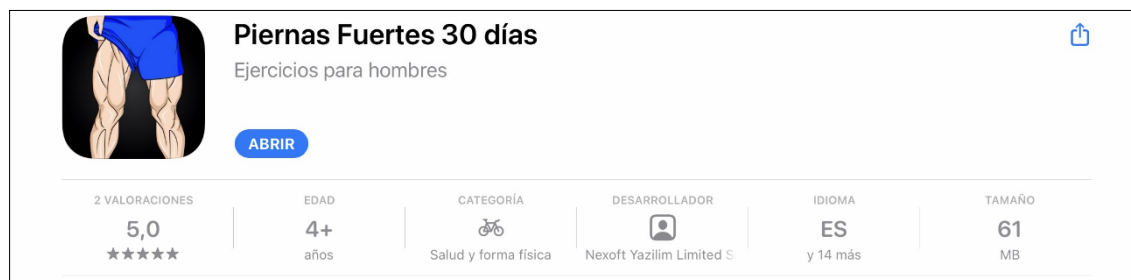 Piernas Fuertes 30 días
Ejercicios para hombres
ABRIR
2 VALORACIONES
5,0
★★★★★
EDAD
4+
años
CATEGORÍA
Salud y forma física
DESARROLLADOR
Nexoft Yazilim Limited S
IDIOMA
ES
y 14 más
TAMAÑO
61
MB